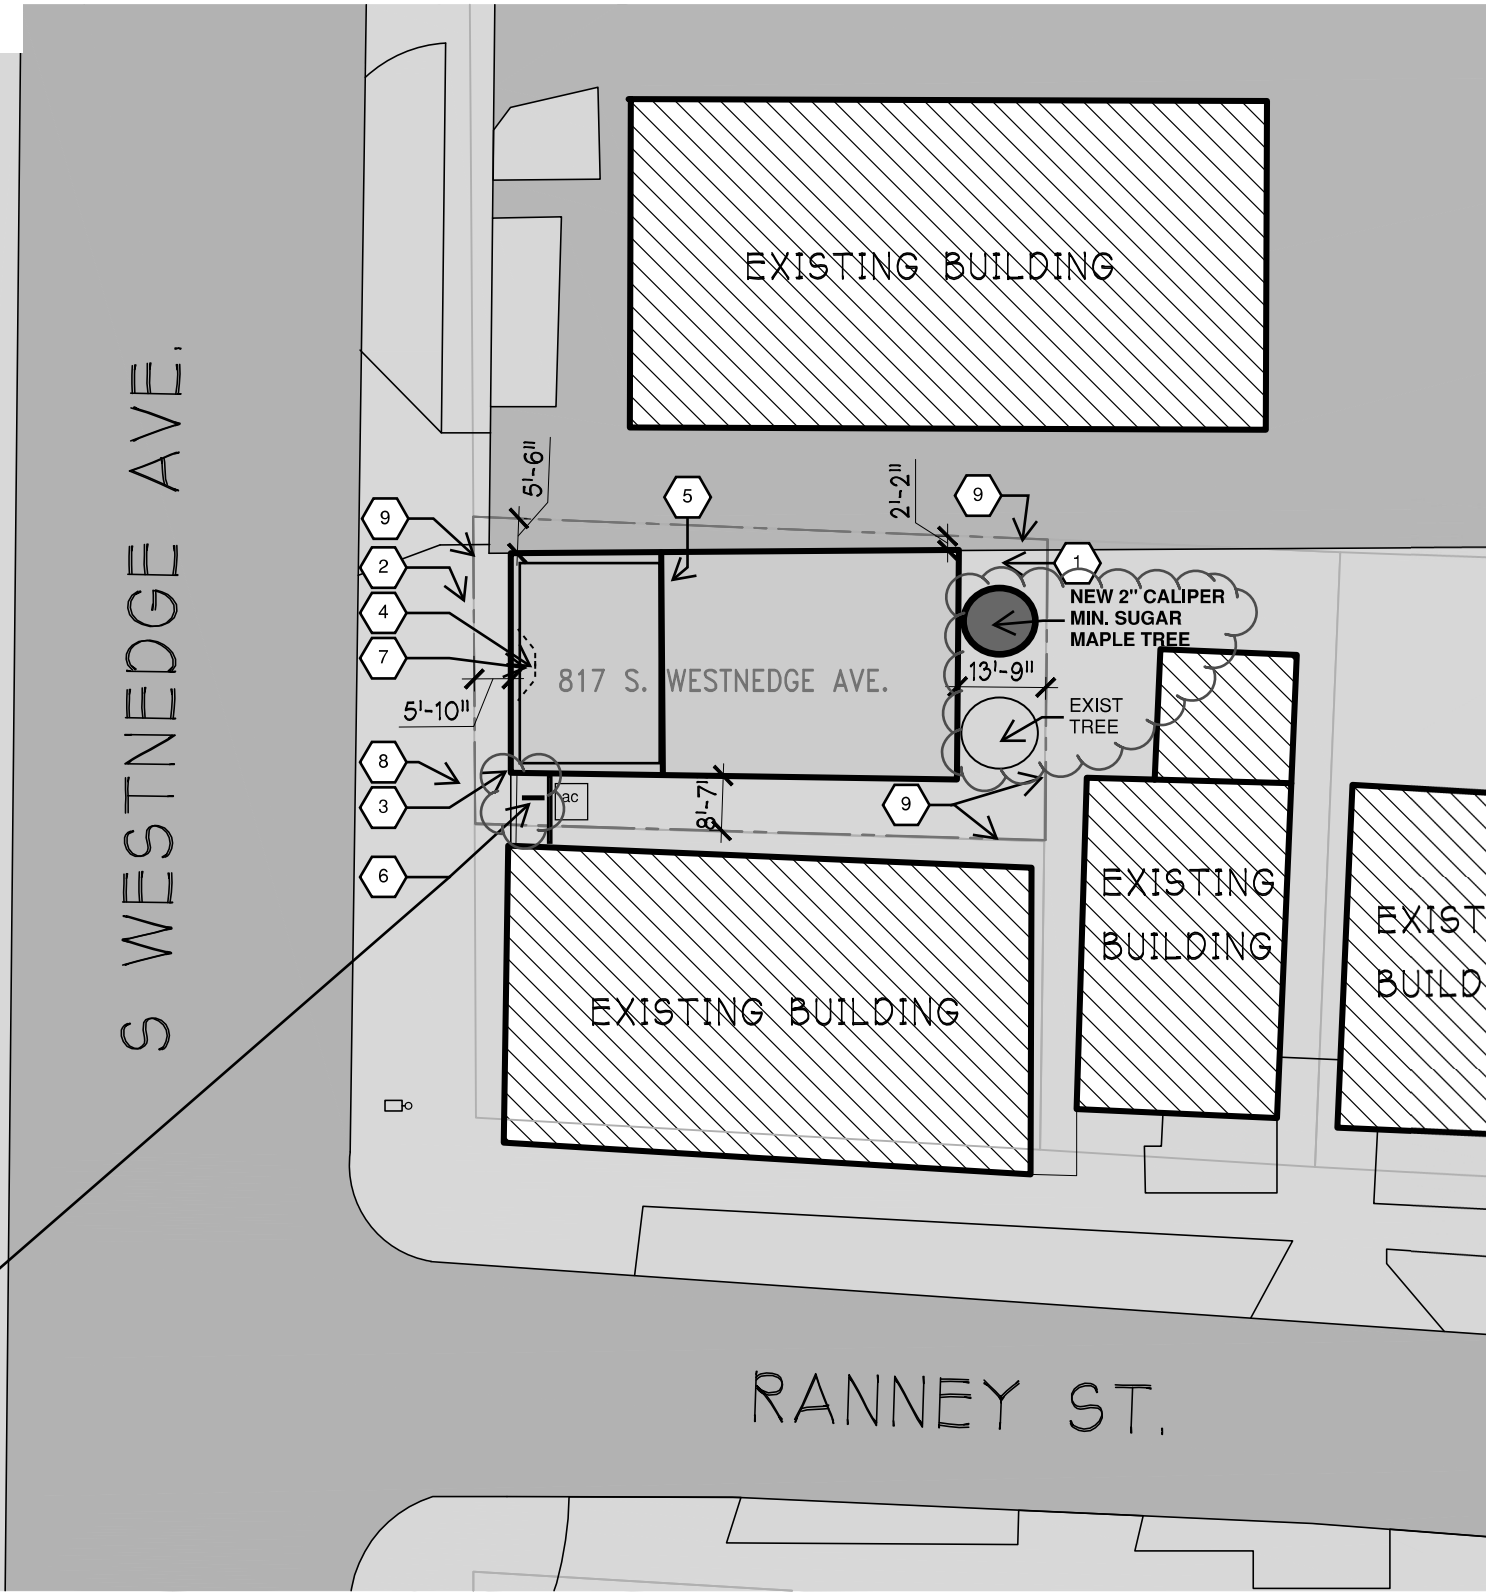 EXISTING BUILDING
S WESTNEDGE AVE.
5'-6"
5
2'-2"
9
9
2
1
NEW 2" CALIPER
MIN. SUGAR
MAPLE TREE
4
7
817 S. WESTNEDGE AVE.
13'-9"
5'-10"
EXIST
TREE
8
3
ac
8'-7"
9
6
EXISTING
BUILDING
EXIST
BUILD
EXISTING BUILDING
RANNEY ST.